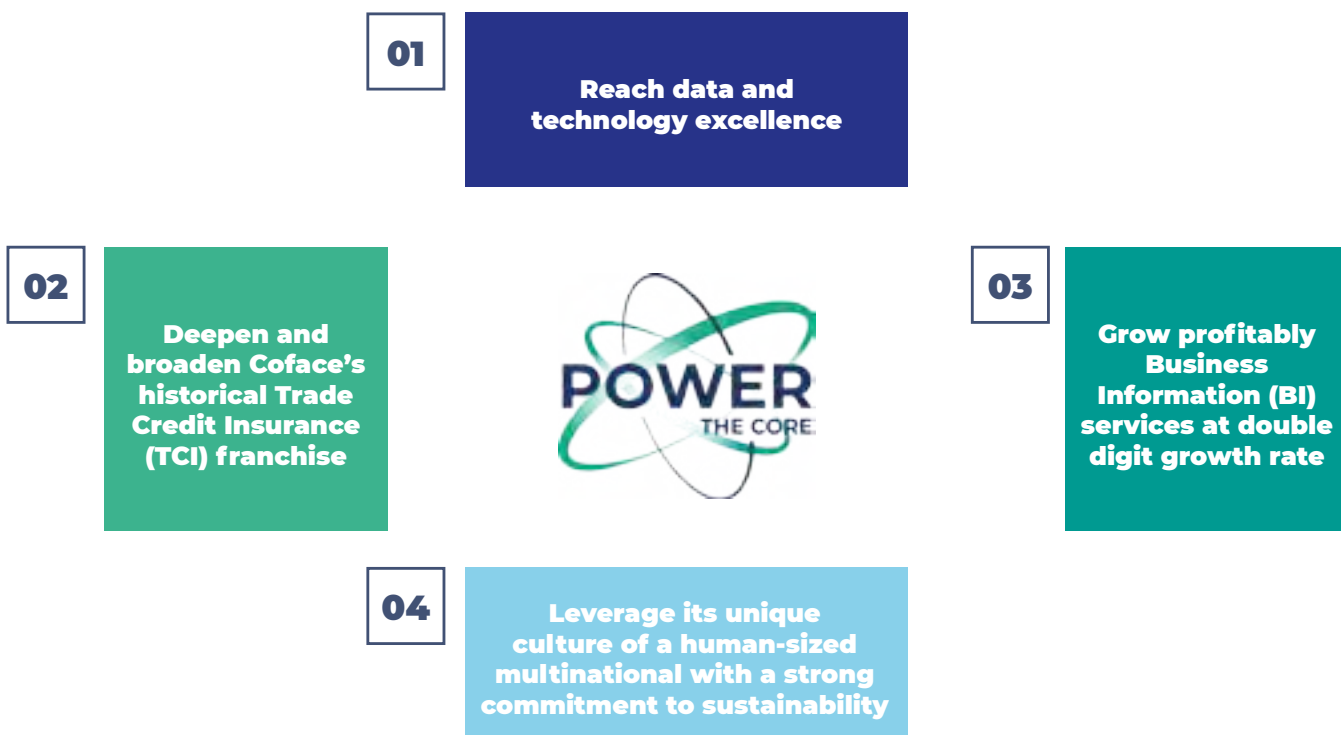 01
Reach data and
technology excellence
02
Deepen and
broaden Coface’s
historical Trade
Credit Insurance
(TCI) franchise
POWER
THE CORE
03
Grow profitably
Business
Information (BI)
services at double
digit growth rate
04
Leverage its unique
culture of a human-sized
multinational with a strong
commitment to sustainability